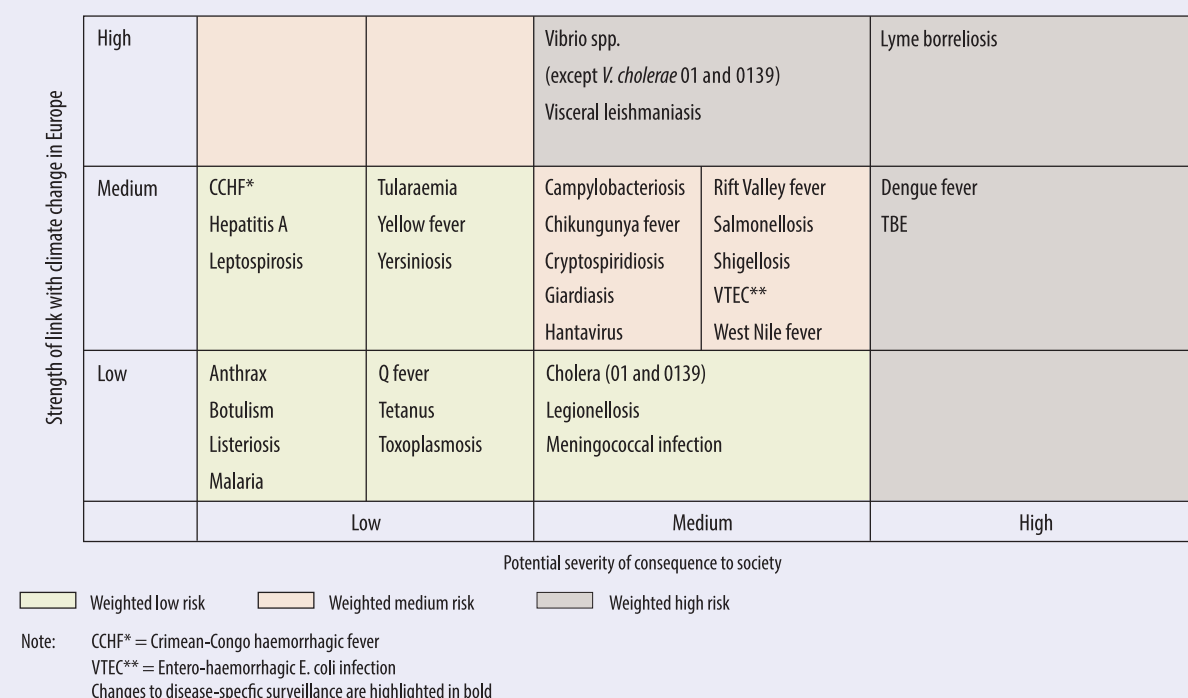 Strength of link with climate change in Europe
High
Vibrio spp.
(except V. cholerae 01 and 0139)
Visceral leishmaniasis
Lyme borreliosis
Medium
CCHF*
Hepatitis A
Leptospirosis
Tularaemia
Yellow fever
Yersiniosis
Campylobacteriosis
Chikungunya fever
Cryptospiridiosis
Giardiasis
Hantavirus
Rift Valley fever
Salmonellosis
Shigellosis
VTEC**
West Nile fever
Dengue fever
TBE
Low
Anthrax
Botulism
Listeriosis
Malaria
Q fever
Tetanus
Toxoplasmosis
Cholera (01 and 0139)
Legionellosis
Meningococcal infection
Low
Medium
High
Potential severity of consequence to society
Weighted low risk
Weighted medium risk
Weighted high risk
Note: CCHF* = Crimean-Congo haemorrhagic fever
VTEC** = Entero-haemorrhagic E. coli infection
Changes to disease-specfic surveillance are highlighted in bold